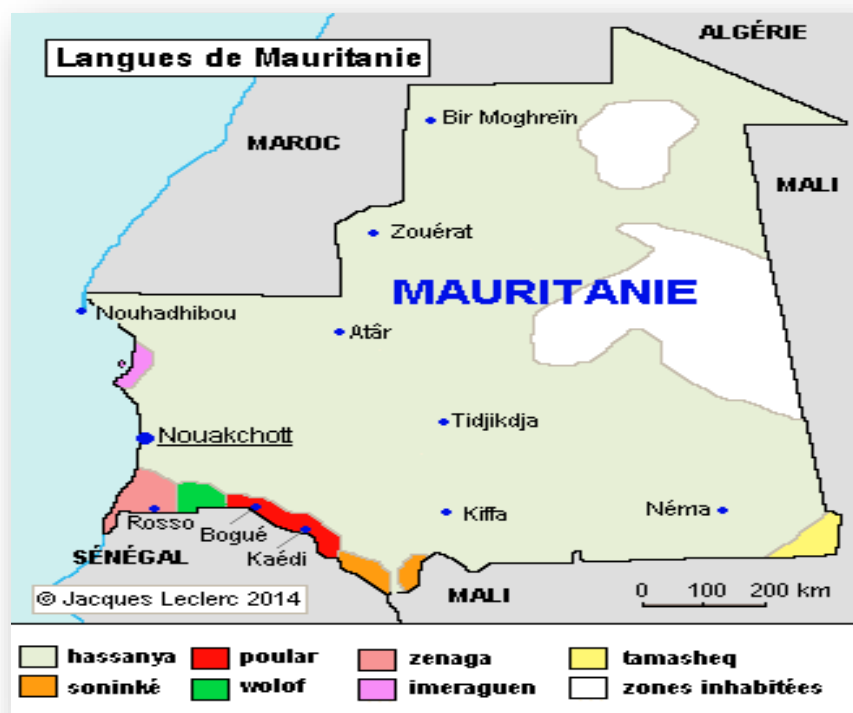 Langues de Mauritanie
ALGÉRIE
Bir Moghreïn
MAROC
MALI
Zouérat
MAURITANIE
Nouhadhibou
Atâr
Tidjikdja
Nouakchott
Kiffa
Néma
Rosso
Bogué
Kaédi
SÉNÉGAL
MALI
0 100 200 km
© Jacques Leclerc 2014
hassanya poular zenaga tamasheq
soninké wolof imeraguen zones inhabitées